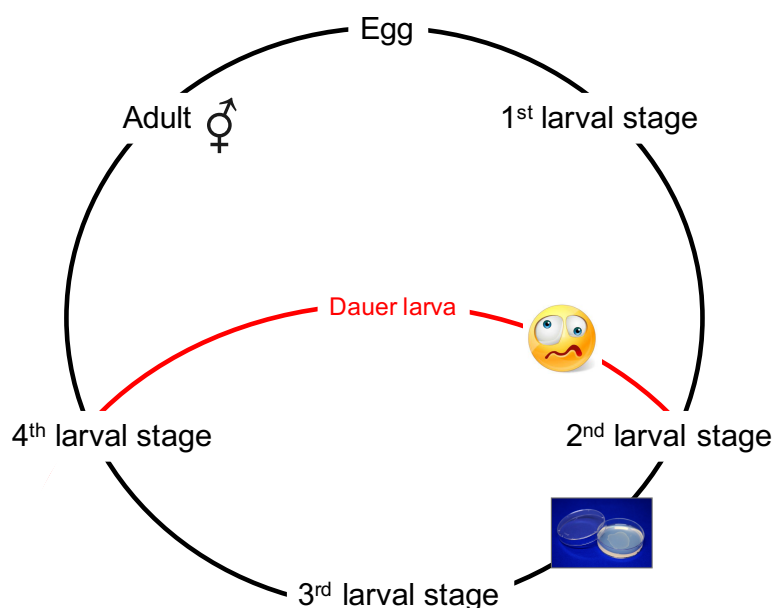 Egg
Adult ⚥
1st larval stage
Dauer larva
4th larval stage
2nd larval stage
3rd larval stage